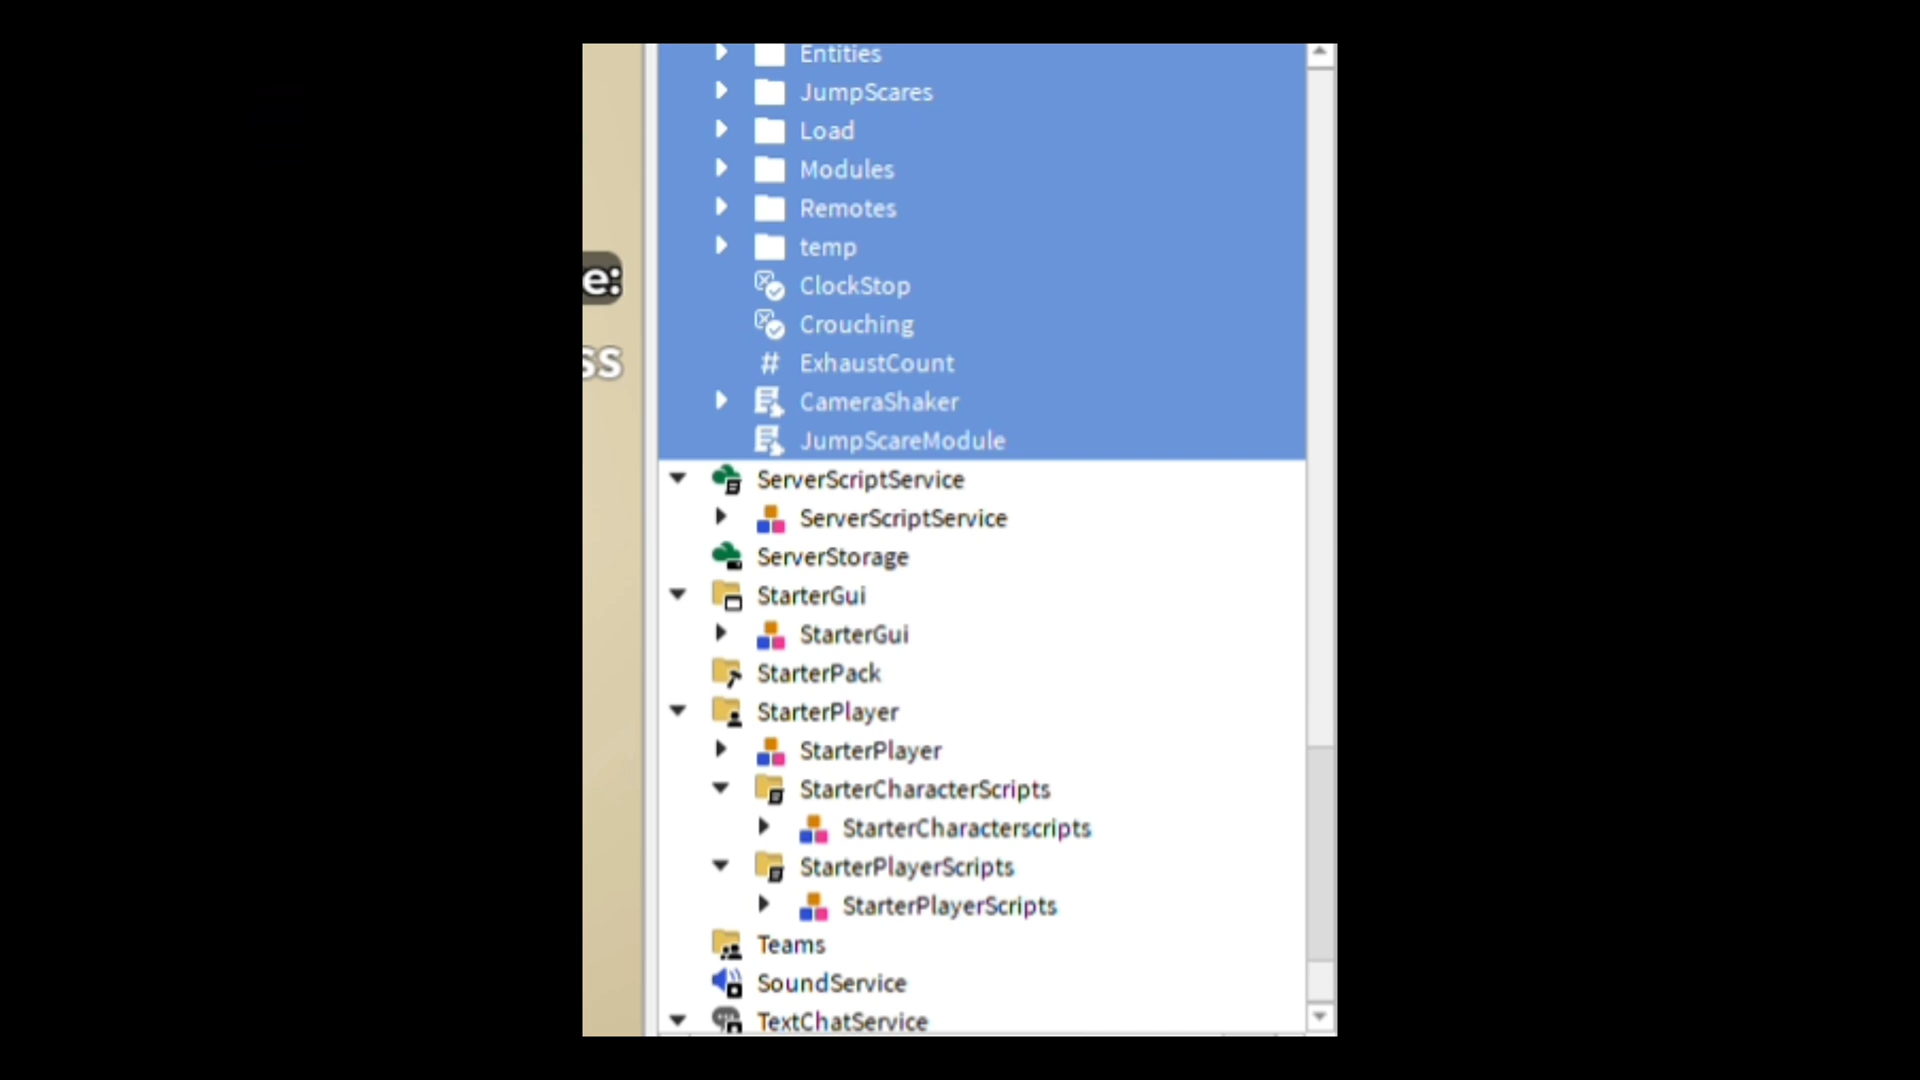 Entities
JumpScares
Load
Modules
Remotes
temp
e:
ClockStop
Crouching
ss
# ExhaustCount
CameraShaker
JumpScareModule
ServerScriptService
ServerScriptService
ServerStorage
StarterGui
StarterGui
StarterPack
StarterPlayer
StarterPlayer
StarterCharacterScripts
StarterCharacterscripts
StarterPlayerScripts
StarterPlayerScripts
Teams
SoundService
TextChatService